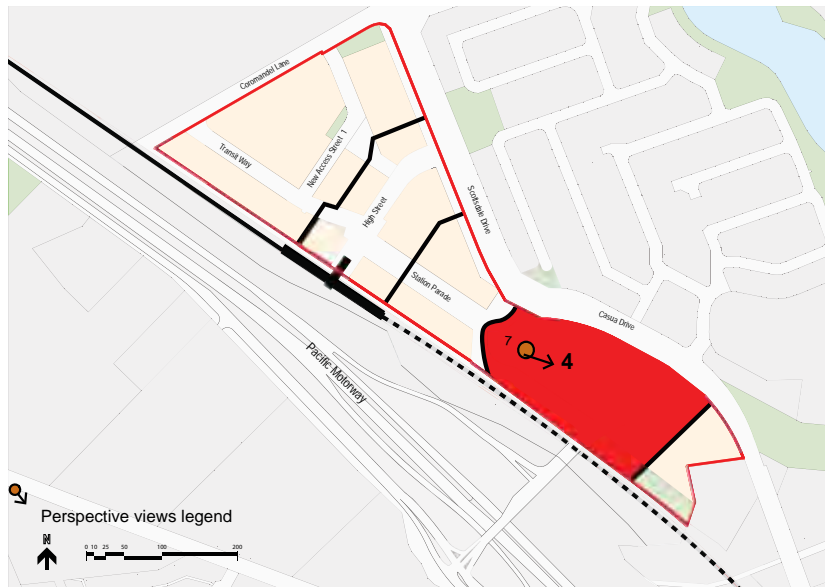 Coromandel Lane
Transit Way
New Access Street 1
High Street
Scottsdale Drive
Station Parade
Casua Drive
7
4
Pacific Motorway
Perspective views legend
N
0 10 25 50 100 200